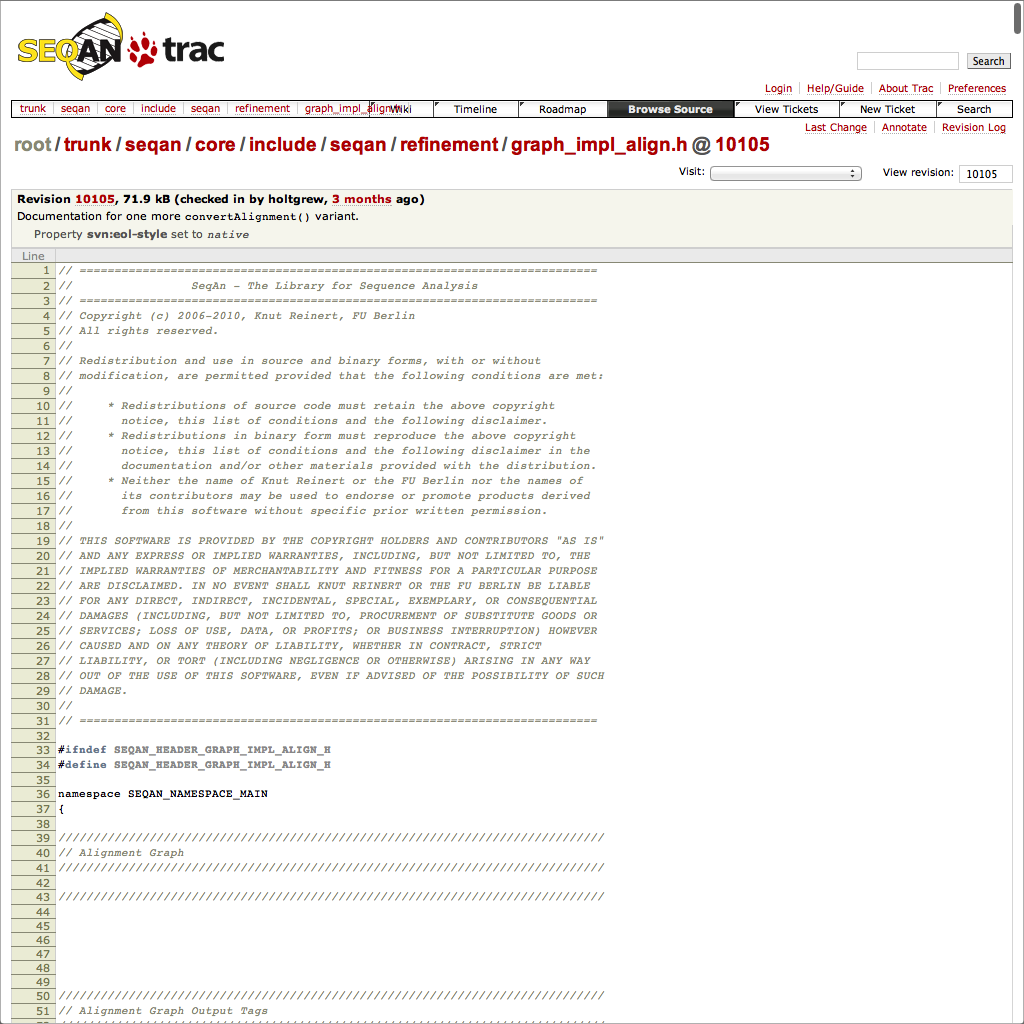 SEQAN trac
Search
Login Help/Guide About Trac Preferences
trunk seqan core include seqan refinement graph_impl_align.h Wiki Timeline Roadmap Browse Source View Tickets New Ticket Search
Last Change Annotate Revision Log
root/trunk/seqan/core/include/seqan/refinement/graph_impl_align.h @ 10105
Visit: View revision: 10105
Revision 10105, 71.9 kB (checked in by holtgrew, 3 months ago)
Documentation for one more convertAlignment() variant.
Property svn:eol-style set to native
Line
1 // ==========================================================================
2 //                 SeqAn - The Library for Sequence Analysis
3 // ==========================================================================
4 // Copyright (c) 2006-2010, Knut Reinert, FU Berlin
5 // All rights reserved.
6 //
7 // Redistribution and use in source and binary forms, with or without
8 // modification, are permitted provided that the following conditions are met:
9 //
10 //     * Redistributions of source code must retain the above copyright
11 //       notice, this list of conditions and the following disclaimer.
12 //     * Redistributions in binary form must reproduce the above copyright
13 //       notice, this list of conditions and the following disclaimer in the
14 //       documentation and/or other materials provided with the distribution.
15 //     * Neither the name of Knut Reinert or the FU Berlin nor the names of
16 //       its contributors may be used to endorse or promote products derived
17 //       from this software without specific prior written permission.
18 //
19 // THIS SOFTWARE IS PROVIDED BY THE COPYRIGHT HOLDERS AND CONTRIBUTORS "AS IS"
20 // AND ANY EXPRESS OR IMPLIED WARRANTIES, INCLUDING, BUT NOT LIMITED TO, THE
21 // IMPLIED WARRANTIES OF MERCHANTABILITY AND FITNESS FOR A PARTICULAR PURPOSE
22 // ARE DISCLAIMED. IN NO EVENT SHALL KNUT REINERT OR THE FU BERLIN BE LIABLE
23 // FOR ANY DIRECT, INDIRECT, INCIDENTAL, SPECIAL, EXEMPLARY, OR CONSEQUENTIAL
24 // DAMAGES (INCLUDING, BUT NOT LIMITED TO, PROCUREMENT OF SUBSTITUTE GOODS OR
25 // SERVICES; LOSS OF USE, DATA, OR PROFITS; OR BUSINESS INTERRUPTION) HOWEVER
26 // CAUSED AND ON ANY THEORY OF LIABILITY, WHETHER IN CONTRACT, STRICT
27 // LIABILITY, OR TORT (INCLUDING NEGLIGENCE OR OTHERWISE) ARISING IN ANY WAY
28 // OUT OF THE USE OF THIS SOFTWARE, EVEN IF ADVISED OF THE POSSIBILITY OF SUCH
29 // DAMAGE.
30 //
31 // ==========================================================================
32
33 #ifndef SEQAN_HEADER_GRAPH_IMPL_ALIGN_H
34 #define SEQAN_HEADER_GRAPH_IMPL_ALIGN_H
35
36 namespace SEQAN_NAMESPACE_MAIN
37 {
38
39 //////////////////////////////////////////////////////////////////////////////
40 // Alignment Graph
41 //////////////////////////////////////////////////////////////////////////////
42
43 //////////////////////////////////////////////////////////////////////////////
44
45
46
47
48
49
50 //////////////////////////////////////////////////////////////////////////////
51 // Alignment Graph Output Tags